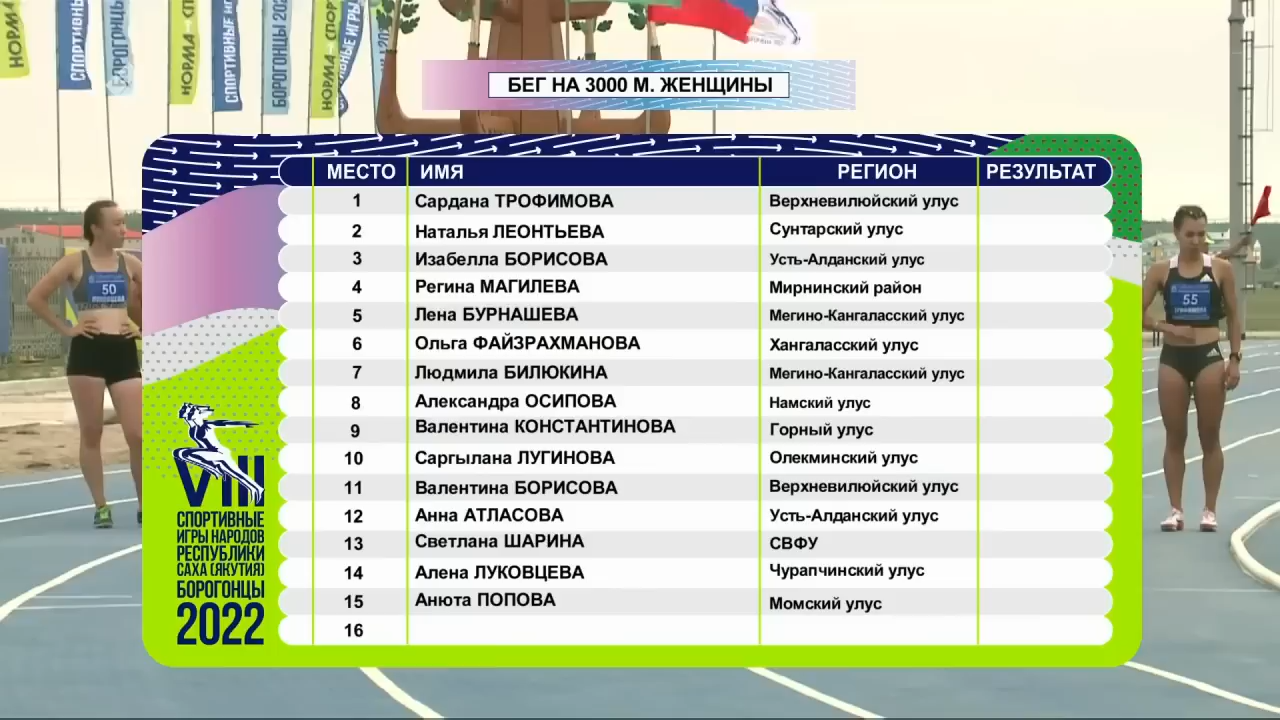 НОРМА
СПОРТИВНЫЕ
БОРОГОНЦЫ
НОРМА
СПОРТИВНЫЕ
БОРОГОНЦЫ
НОРМА
СПОРТИВНЫЕ ИГРЫ
БЕГ НА 3000 М. ЖЕНЩИНЫ
МЕСТО ИМЯ РЕГИОН РЕЗУЛЬТАТ
1 Сардана ТРОФИМОВА Верхневилюйский улус
2 Наталья ЛЕОНТЬЕВА Сунтарский улус
3 Изабелла БОРИСОВА Усть-Алданский улус
4 Регина МАГИЛЕВА Мирнинский район
5 Лена БУРНАШЕВА Мегино-Кангаласский улус
6 Ольга ФАЙЗРАХМАНОВА Хангаласский улус
7 Людмила БИЛЮКИНА Мегино-Кангаласский улус
8 Александра ОСИПОВА Намский улус
9 Валентина КОНСТАНТИНОВА Горный улус
10 Саргылана ЛУГИНОВА Олекминский улус
11 Валентина БОРИСОВА Верхневилюйский улус
12 Анна АТЛАСОВА Усть-Алданский улус
13 Светлана ШАРИНА СВФУ
14 Алена ЛУКОВЦЕВА Чурапчинский улус
15 Анюта ПОПОВА Момский улус
16
VIII
СПОРТИВНЫЕ
ИГРЫ НАРОДОВ
РЕСПУБЛИКИ
САХА (ЯКУТИЯ)
БОРОГОНЦЫ
2022
50
55